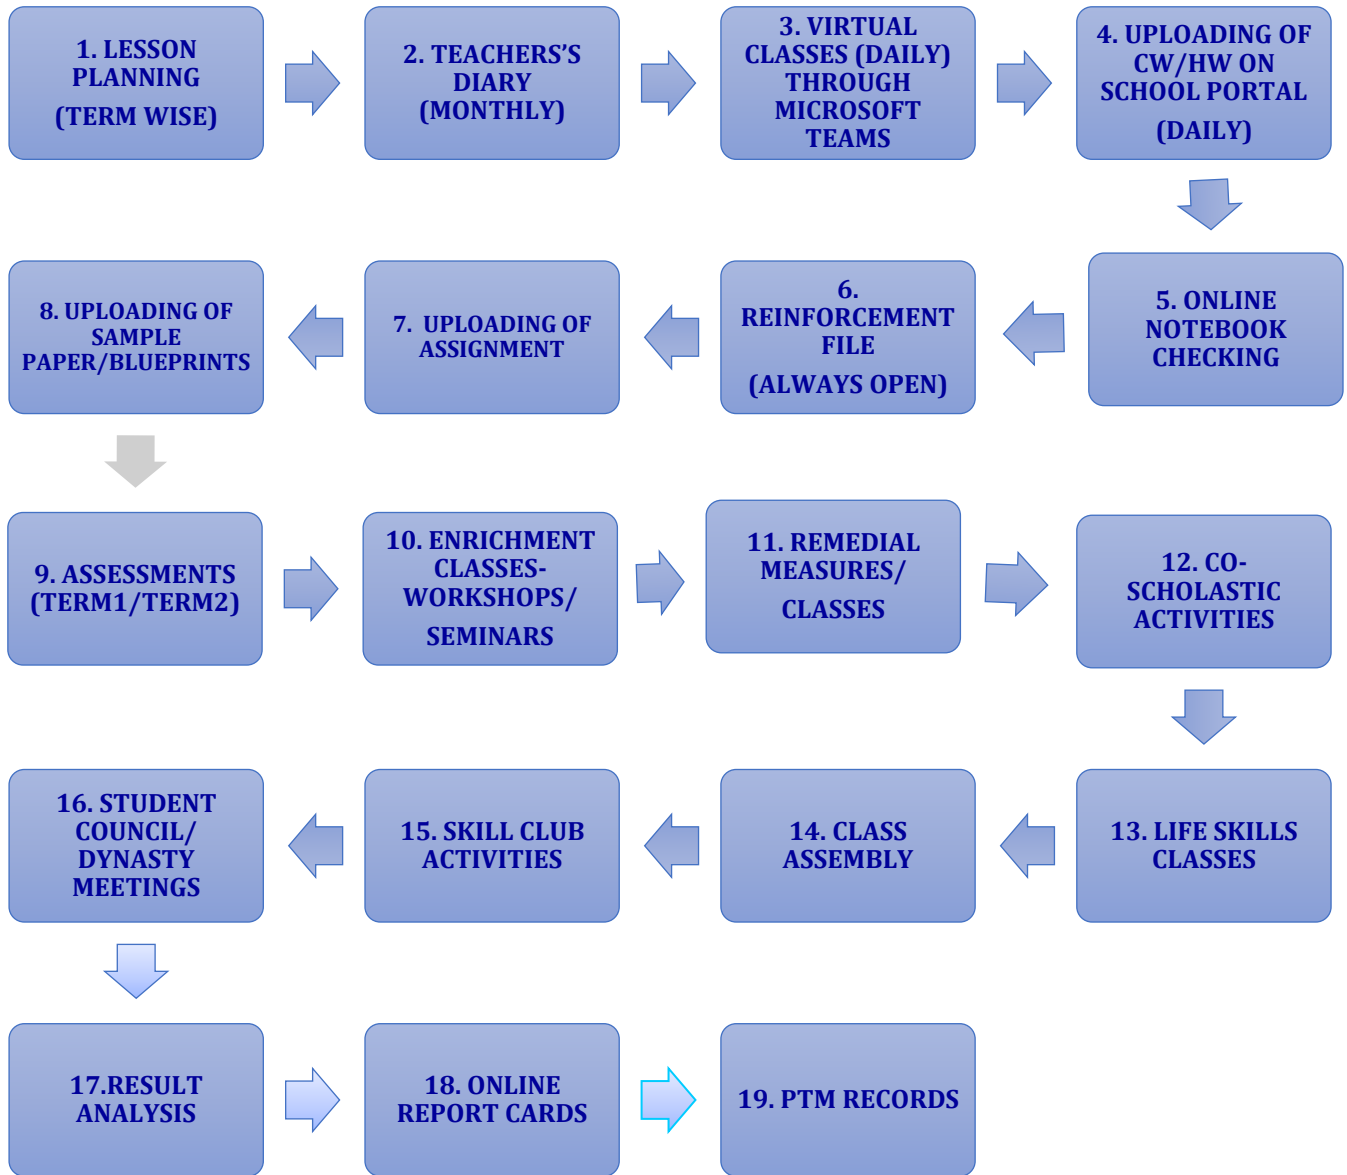 1. LESSON
PLANNING
(TERM WISE)
2. TEACHERS'S
DIARY
(MONTHLY)
3. VIRTUAL
CLASSES (DAILY)
THROUGH
MICROSOFT
TEAMS
4. UPLOADING OF
CW/HW ON
SCHOOL PORTAL
(DAILY)
5. ONLINE
NOTEBOOK
CHECKING
6.
REINFORCEMENT
FILE
(ALWAYS OPEN)
7. UPLOADING OF
ASSIGNMENT
8. UPLOADING OF
SAMPLE
PAPER/BLUEPRINTS
9. ASSESSMENTS
(TERM1/TERM2)
10. ENRICHMENT
CLASSES-
WORKSHOPS/
SEMINARS
11. REMEDIAL
MEASURES/
CLASSES
12. CO-
SCHOLASTIC
ACTIVITIES
13. LIFE SKILLS
CLASSES
14. CLASS
ASSEMBLY
15. SKILL CLUB
ACTIVITIES
16. STUDENT
COUNCIL/
DYNASTY
MEETINGS
17.RESULT
ANALYSIS
18. ONLINE
REPORT CARDS
19. PTM RECORDS